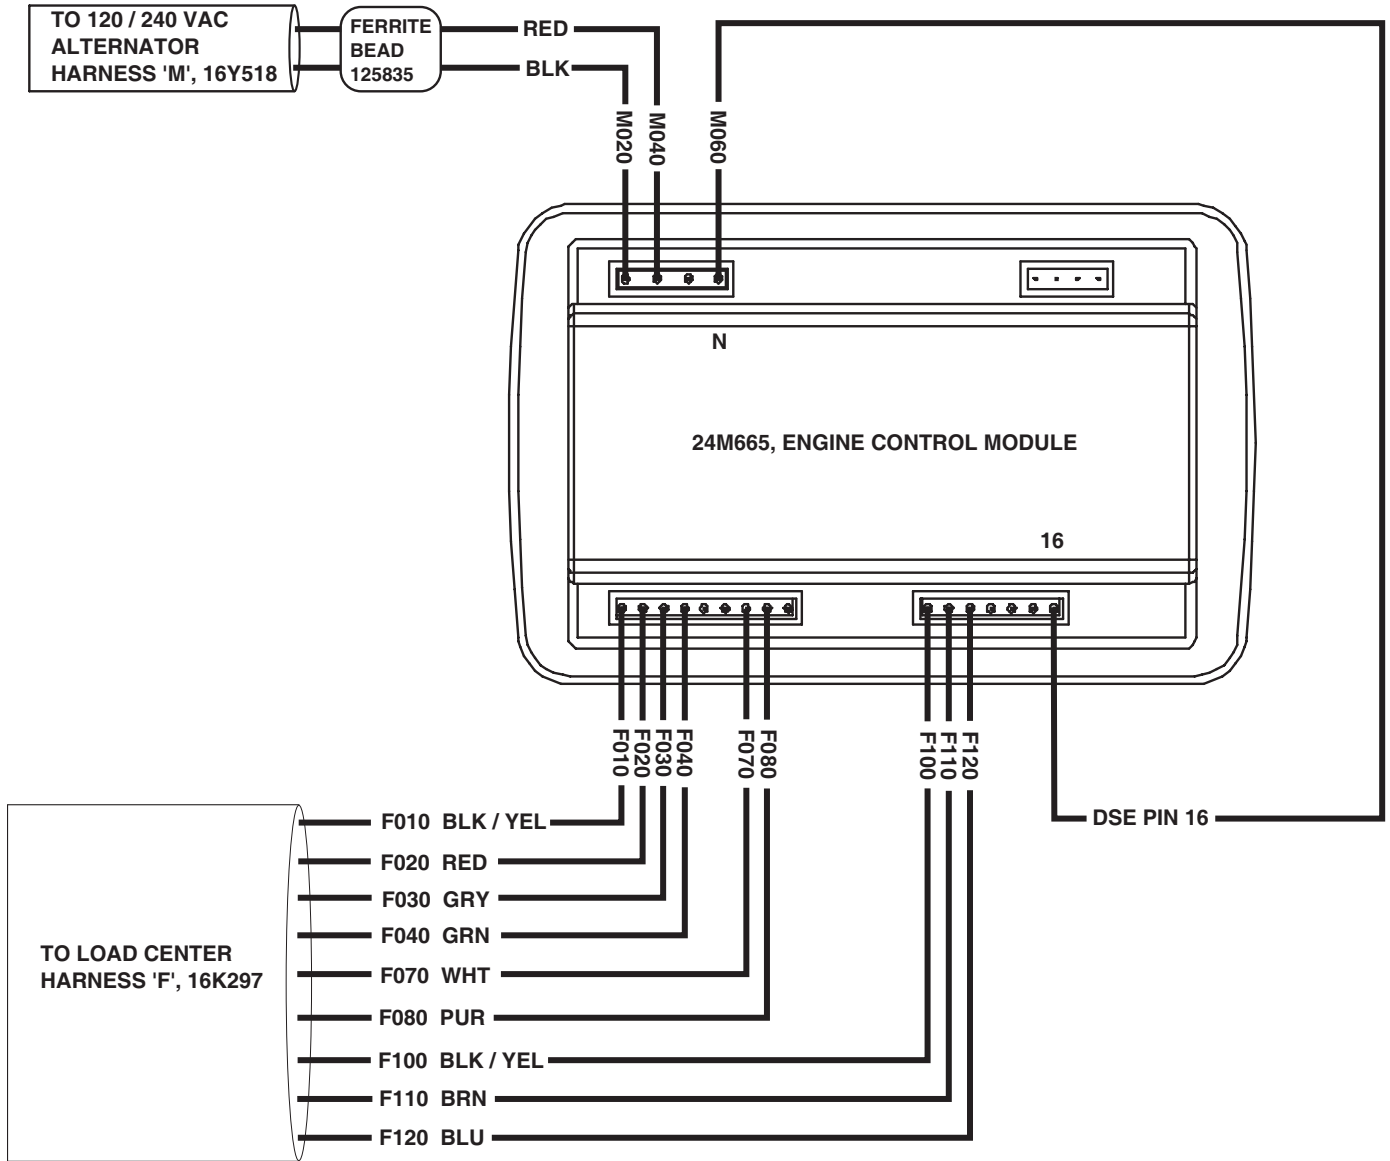 TO 120 / 240 VAC
ALTERNATOR
HARNESS 'M', 16Y518
FERRITE
BEAD
125835
RED
BLK
M020
M040
M060
N
24M665, ENGINE CONTROL MODULE
16
F010
F020
F030
F040
F070
F080
F100
F110
F120
DSE PIN 16
TO LOAD CENTER
HARNESS 'F', 16K297
F010 BLK / YEL
F020 RED
F030 GRY
F040 GRN
F070 WHT
F080 PUR
F100 BLK / YEL
F110 BRN
F120 BLU